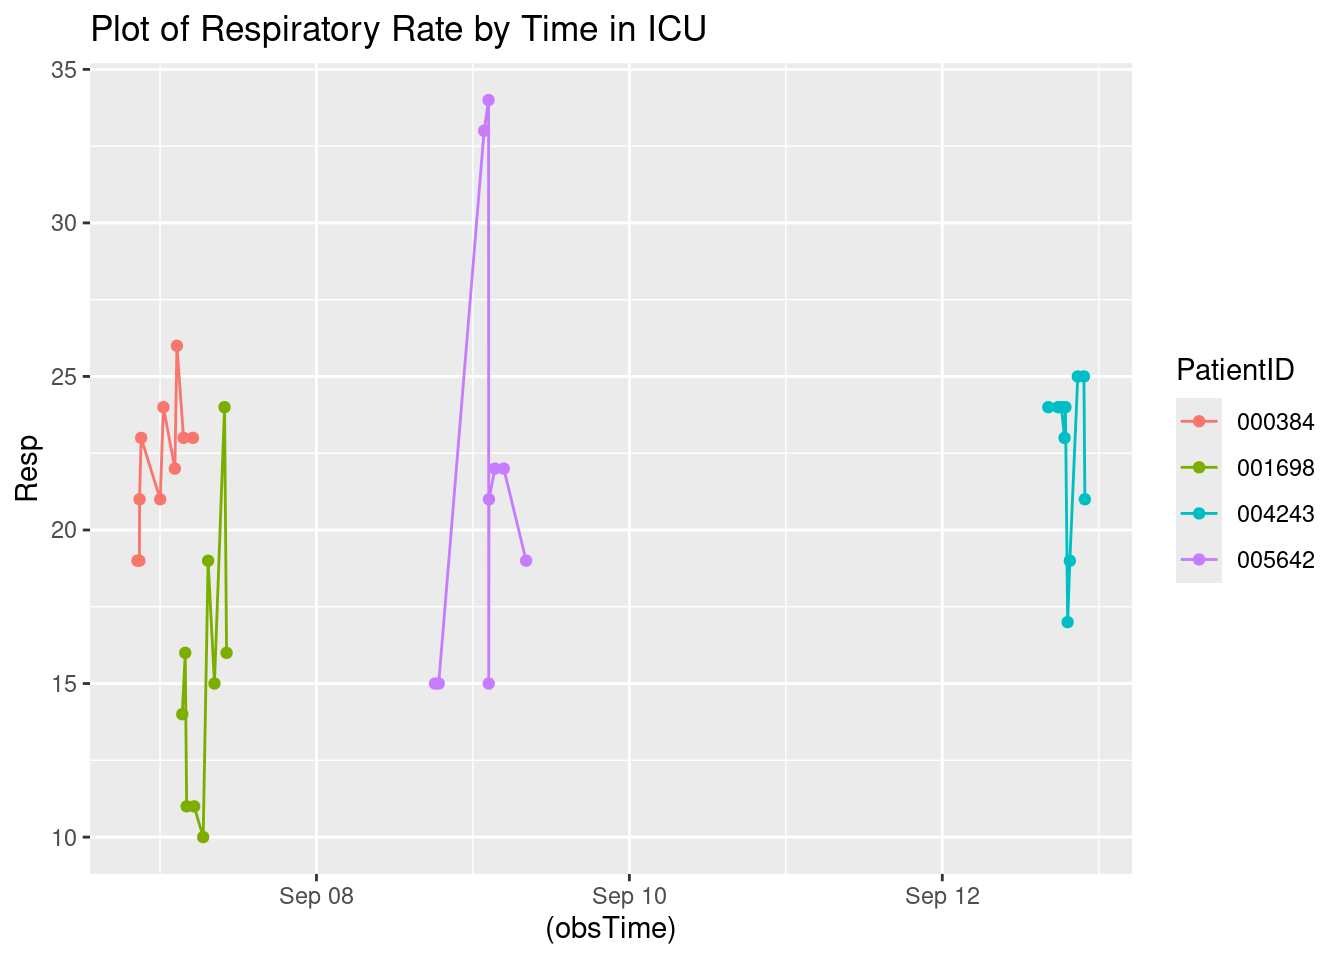 Plot of Respiratory Rate by Time in ICU
35
30
25
20
15
10
Resp
Sep 08
Sep 10
Sep 12
(obsTime)
PatientID
000384
001698
004243
005642